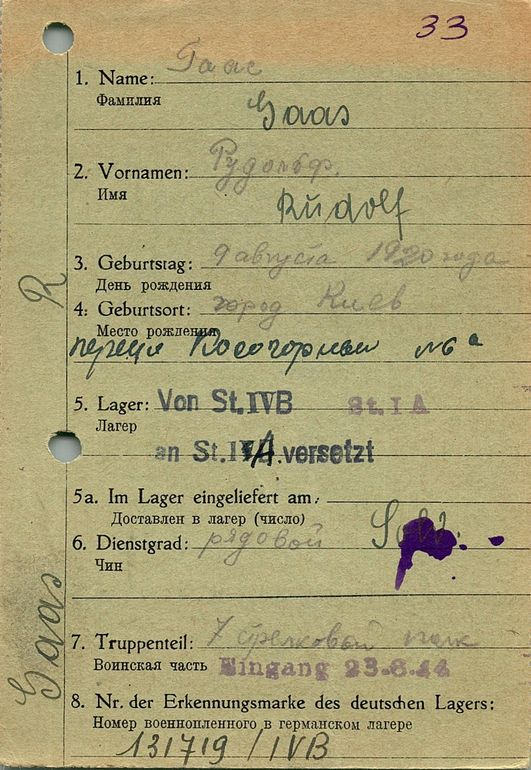 33
1. Name: Гаас
Фамилия
Gaas
2. Vornamen: Рудольф.
Имя
Rudolf
3. Geburtstag: 9 августа 1920 года
День рождения
4. Geburtsort: город Киев
Место рождения
Косогорный №6а
5. Lager: Von St.IVB St. I A
Лагерь
an St. A. versetzt
5a. Im Lager eingeliefert am:
Доставлен в лагерь (число)
6. Dienstgrad: рядовой Sold.
Чин
7. Truppenteil: 7 стрелковый полк
Воинская часть Eingang 23.8.44
8. Nr. der Erkennungsmarke des deutschen Lagers:
Номер военнопленного в германском лагере
131719 / IVB
R
Gaas